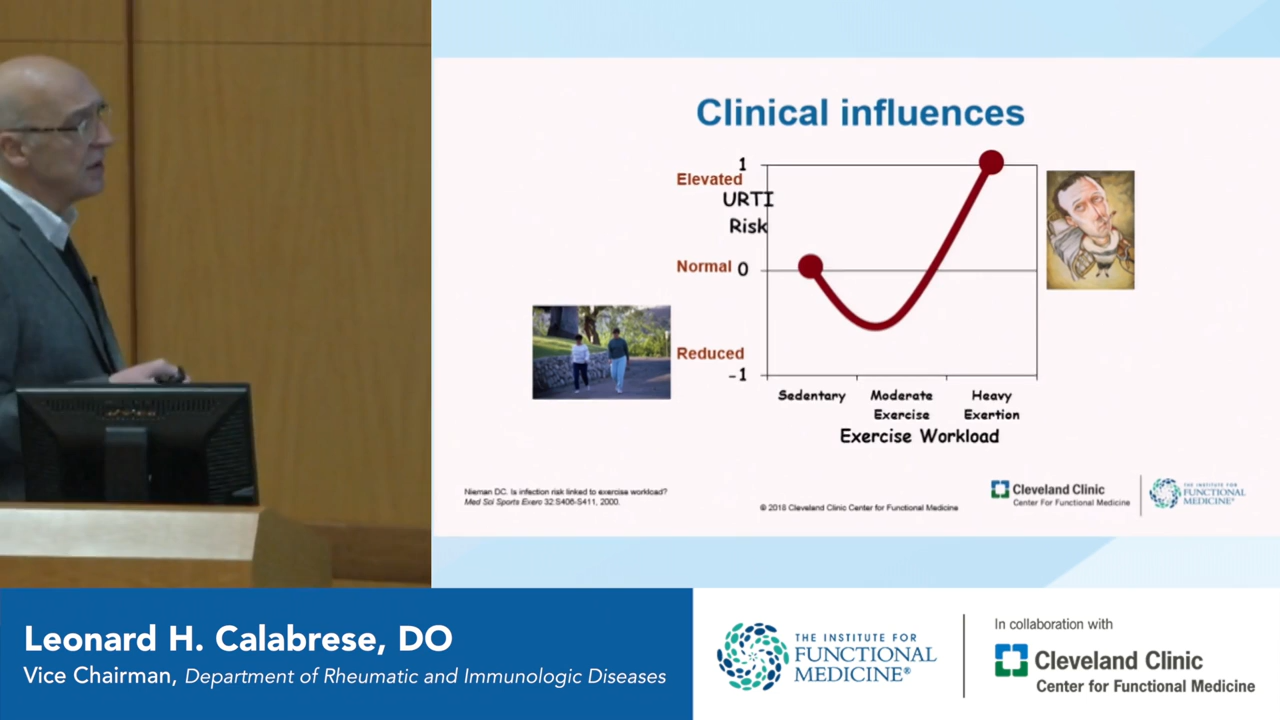 Clinical influences
1
Elevated
URTI
Risk
Normal 0
Reduced
-1
Sedentary
Moderate
Exercise
Heavy
Exertion
Exercise Workload
Nieman DC. Is infection risk linked to exercise workload?
Med Sci Sports Exerc 32:S406-S411, 2000.
© 2018 Cleveland Clinic Center for Functional Medicine
Cleveland Clinic
Center For Functional Medicine
THE INSTITUTE FOR
FUNCTIONAL
MEDICINE®
Leonard H. Calabrese, DO
Vice Chairman, Department of Rheumatic and Immunologic Diseases
THE INSTITUTE FOR
FUNCTIONAL
MEDICINE®
In collaboration with
Cleveland Clinic
Center for Functional Medicine